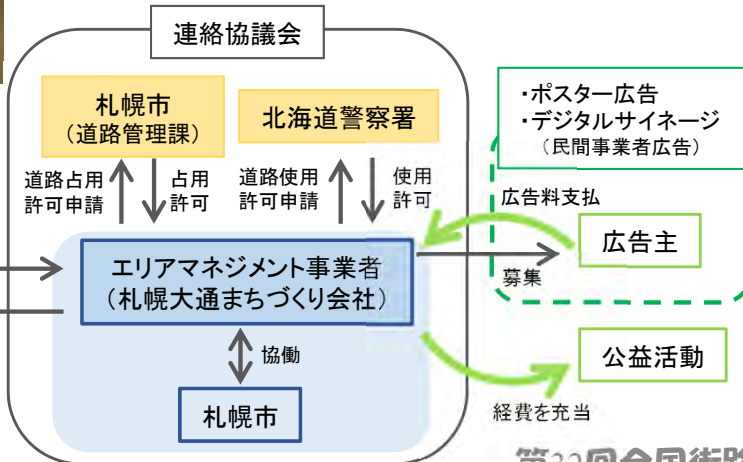 連絡協議会
札幌市
（道路管理課）
北海道警察署
・ポスター広告
・デジタルサイネージ
（民間事業者広告）
道路占用
許可申請
占用
許可
道路使用
許可申請
使用
許可
広告料支払
エリアマネジメント事業者
（札幌大通まちづくり会社）
募集
広告主
協働
札幌市
公益活動
経費を充当